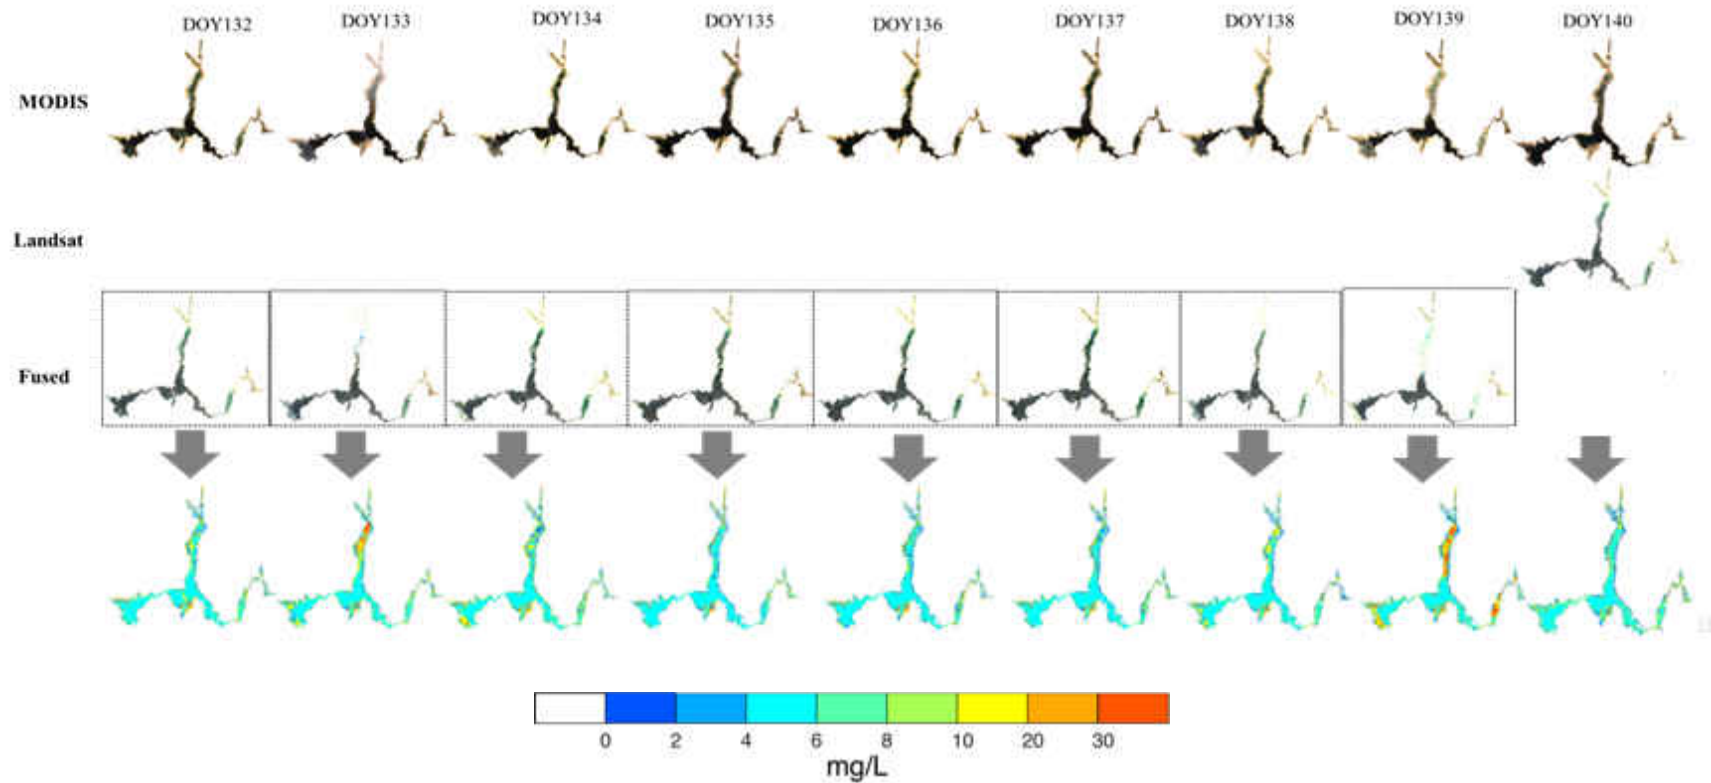 DOY132 DOY133 DOY134 DOY135 DOY136 DOY137 DOY138 DOY139 DOY140
MODIS
Landsat
Fused
0 2 4 6 8 10 20 30
mg/L